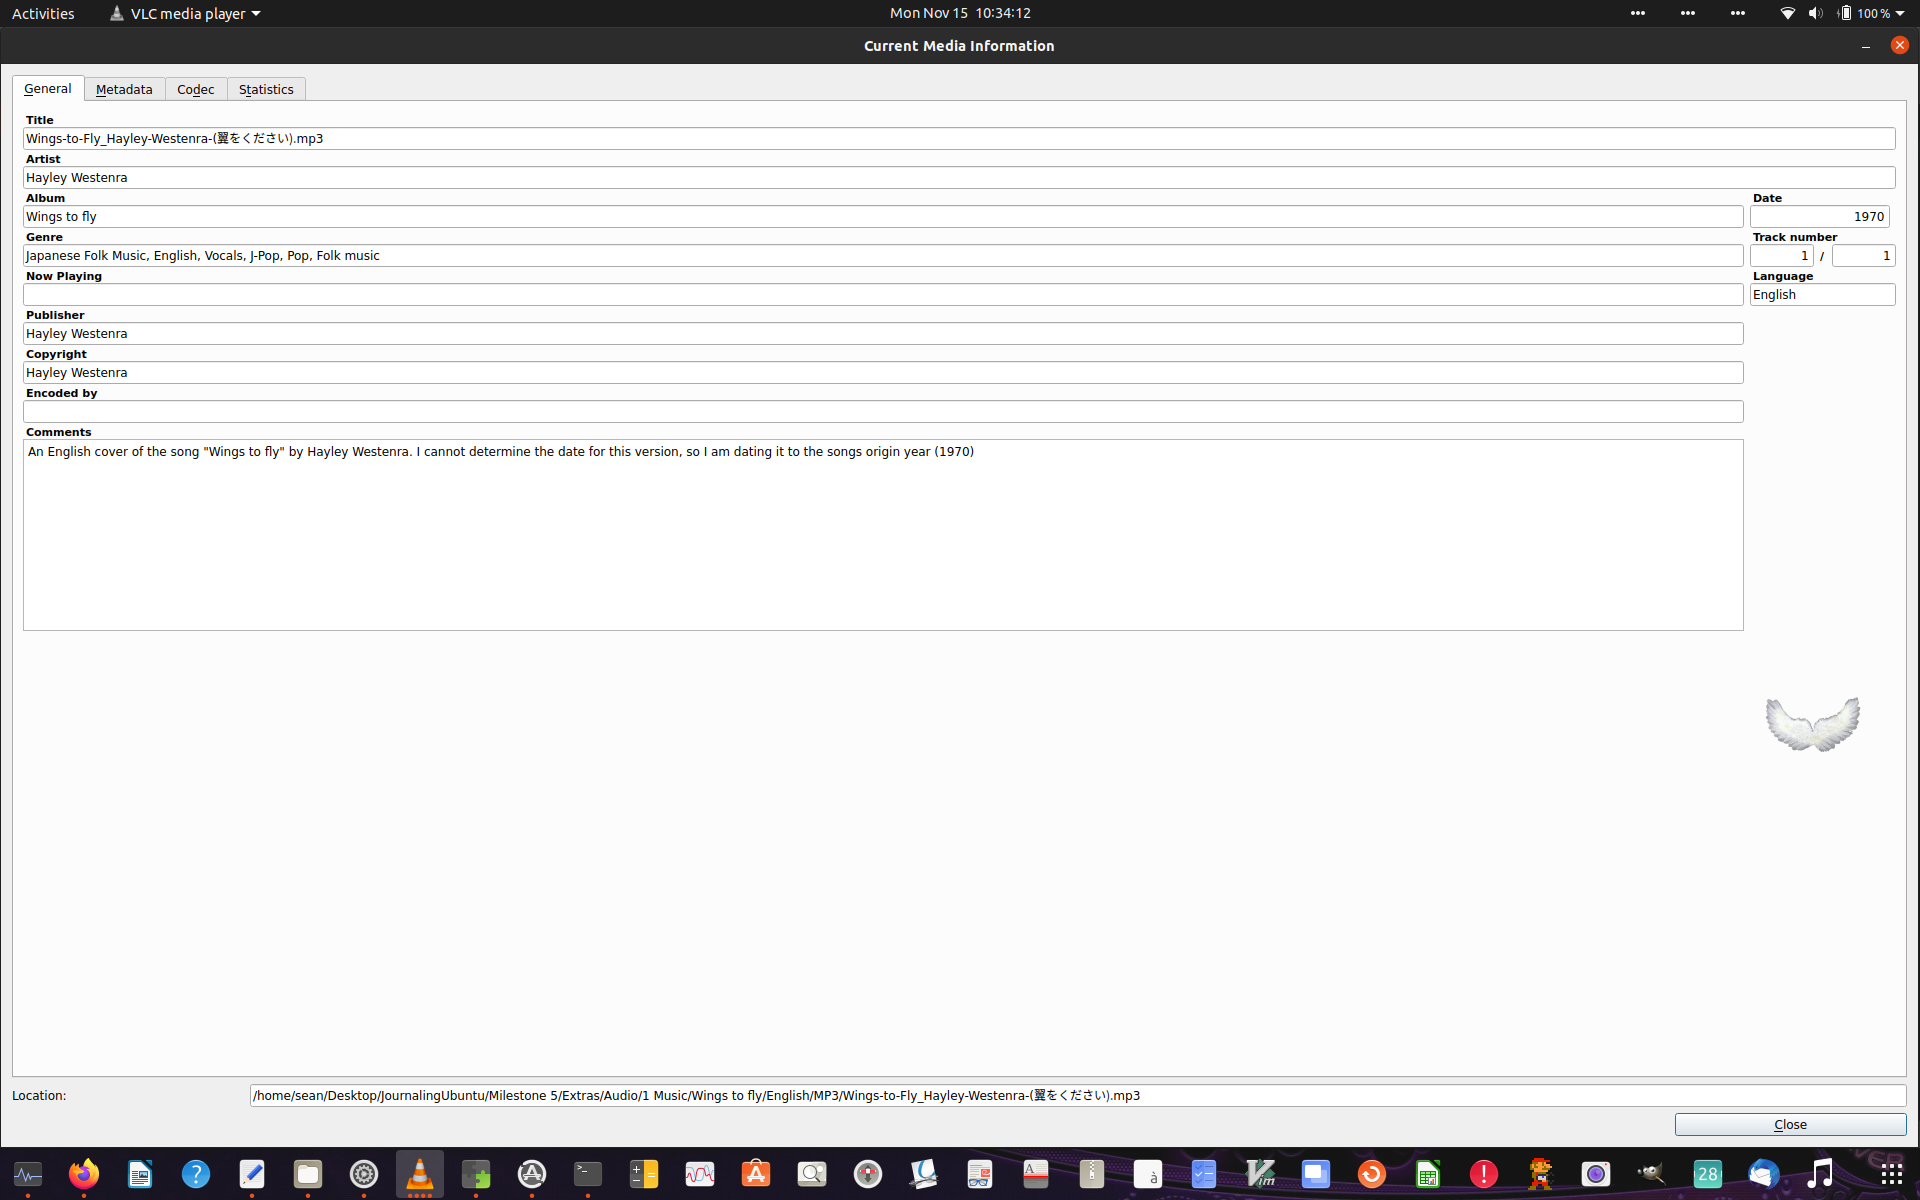 Activities VLC media player Mon Nov 15 10:34:12 100 %
Current Media Information
General Metadata Codec Statistics
Title
Wings-to-Fly_Hayley-Westenra-(翼をください).mp3
Artist
Hayley Westenra
Album Date
Wings to fly 1970
Genre Track number
Japanese Folk Music, English, Vocals, J-Pop, Pop, Folk music 1 / 1
Now Playing Language
English
Publisher
Hayley Westenra
Copyright
Hayley Westenra
Encoded by
Comments
An English cover of the song "Wings to fly" by Hayley Westenra. I cannot determine the date for this version, so I am dating it to the songs origin year (1970)
Location: /home/sean/Desktop/JournalingUbuntu/Milestone 5/Extras/Audio/1 Music/Wings to fly/English/MP3/Wings-to-Fly_Hayley-Westenra-(翼をください).mp3
Close
? >_ A à Vim ! 28